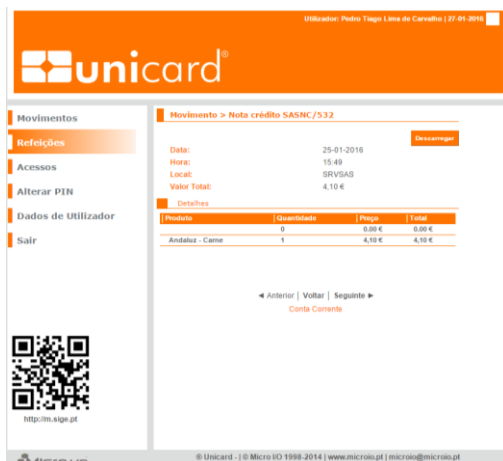 Utilizador: Pedro Tiago Lima de Carvalho | 27-01-2016
unicard®
Movimentos
Refeições
Acessos
Alterar PIN
Dados de Utilizador
Sair
http://m.sige.pt
Movimento > Nota crédito SASNC/532
Descarregar
Data: 25-01-2016
Hora: 15:49
Local: SRVSAS
Valor Total: 4,10 €
Detalhes
Produto Quantidade Preço Total
0 0.00 € 0.00 €
Andaluz - Carne 1 4,10 € 4,10 €
◄ Anterior | Voltar | Seguinte ►
Conta Corrente
® Unicard - | © Micro I/O 1998-2014 | www.microio.pt | microio@microio.pt